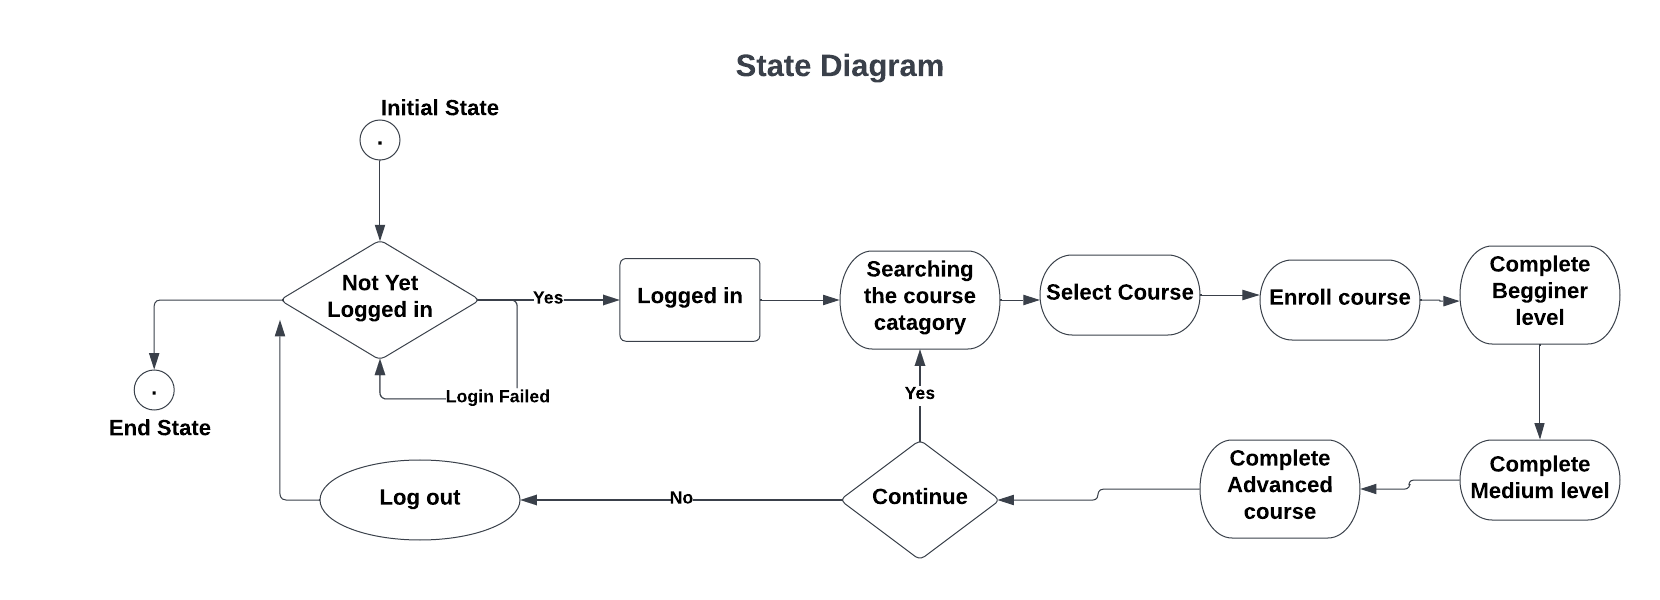 State Diagram
Initial State
.
Not Yet
Logged in
Yes
Logged in
Searching
the course
catagory
Select Course
Enroll course
Complete
Begginer
level
.
End State
Login Failed
Yes
Log out
No
Continue
Complete
Advanced
course
Complete
Medium level